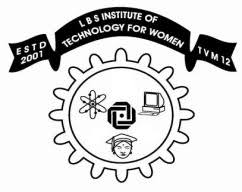 ESTD
2001
L B S INSTITUTE OF
TECHNOLOGY FOR WOMEN
TVM 12